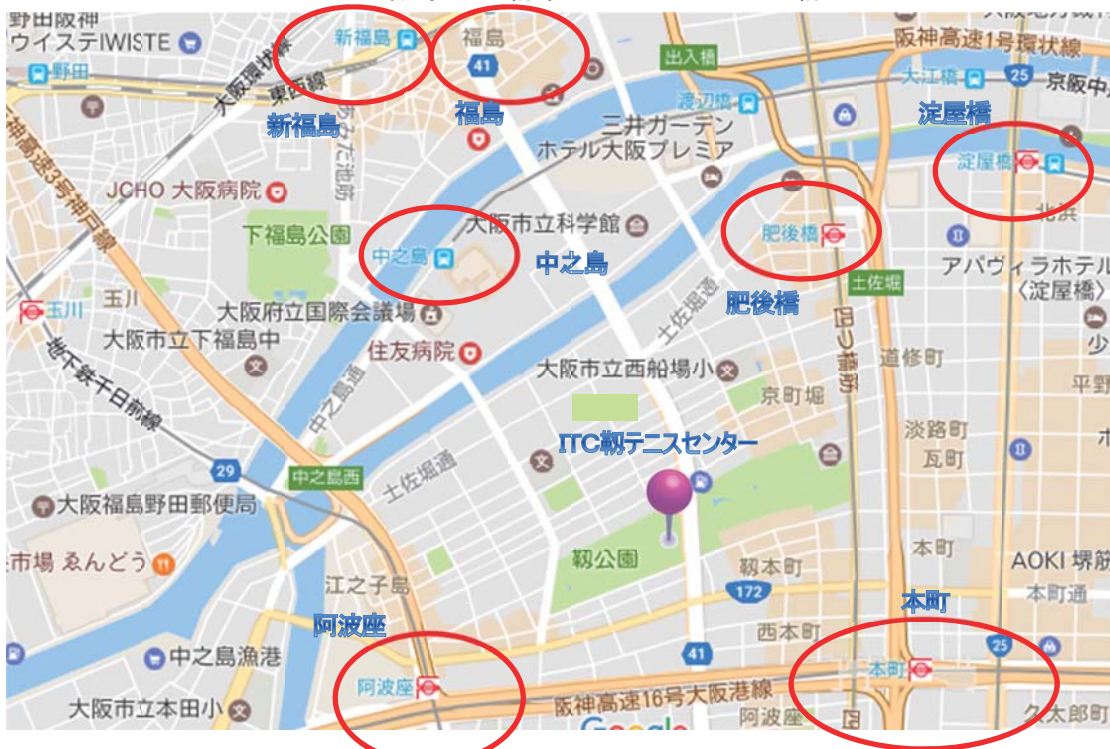 野田阪神
ウイステIWISTE
新福島
福島
41
出入橋
大阪環状線
東西線
あみだ池筋
阪神高速1号環状線
大江橋
25
京阪中
野田
新福島
福島
渡辺橋
淀屋橋
三井ガーデン
ホテル大阪プレミア
淀屋橋
北浜
阪神高速3号神戸線
JCHO 大阪病院
下福島公園
大阪市立科学館
中之島
中之島
肥後橋
肥後橋
土佐堀
アパヴィラホテル
〈淀屋橋〉
玉川
玉川
大阪府立国際会議場
大阪市立下福島中
住友病院
土佐堀通
四つ橋筋
道修町
少
地下鉄千日前線
大阪市立西船場小
京町堀
平野
中之島通
淡路町
瓦町
ITC靭テニスセンター
29
中之島西
土佐堀通
大阪福島野田郵便局
市場 ゑんどう
靱公園
靱本町
本町
AOKI 堺筋
江之子島
172
本町
本町通
阿波座
西本町
中之島漁港
41
25
阿波座
本町
大阪市立本田小
阪神高速16号大阪港線
阿波座
四
久太郎町
Google